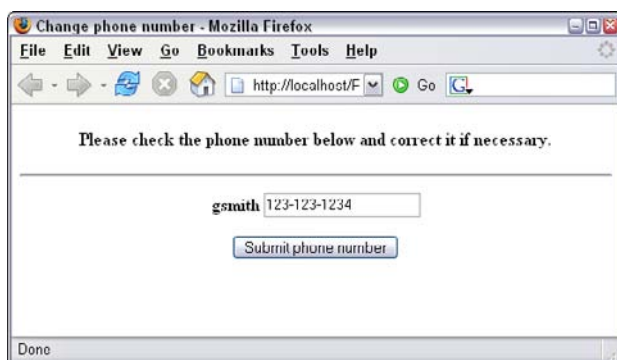 Change phone number - Mozilla Firefox
File Edit View Go Bookmarks Tools Help
http://localhost/F Go G
Please check the phone number below and correct it if necessary.
gsmith 123-123-1234
Submit phone number
Done